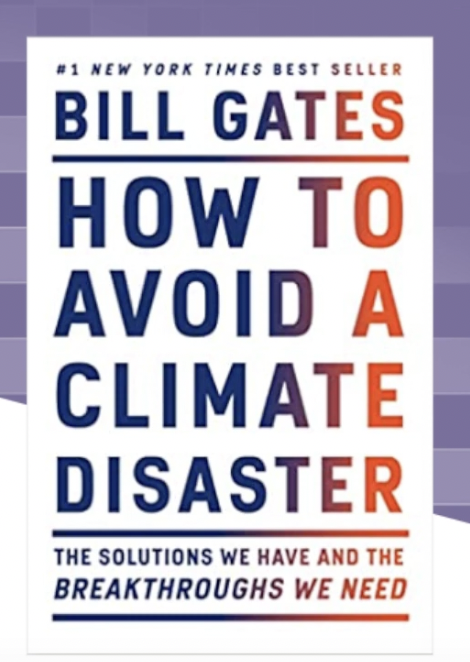 #1 NEW YORK TIMES BEST SELLER
BILL GATES
HOW TO
AVOID A
CLIMATE
DISASTER
THE SOLUTIONS WE HAVE AND THE
BREAKTHROUGHS WE NEED